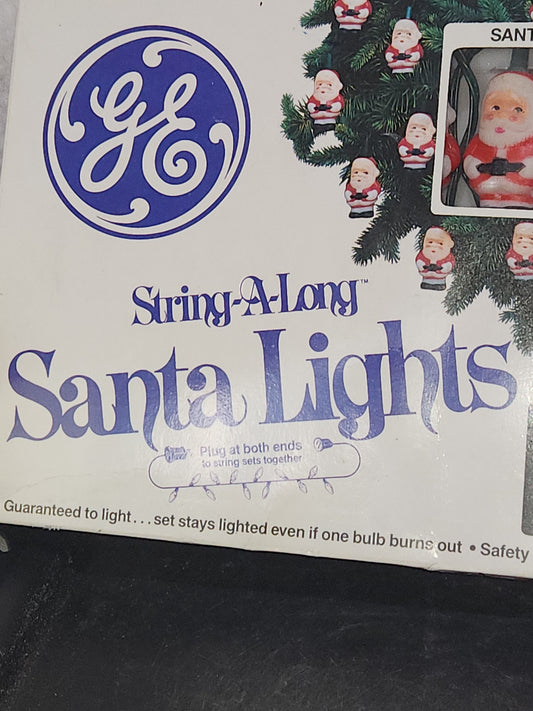 GE
SANT
String-A-Long™
Santa Lights
Plug at both ends
to string sets together
Guaranteed to light...set stays lighted even if one bulb burns out • Safety